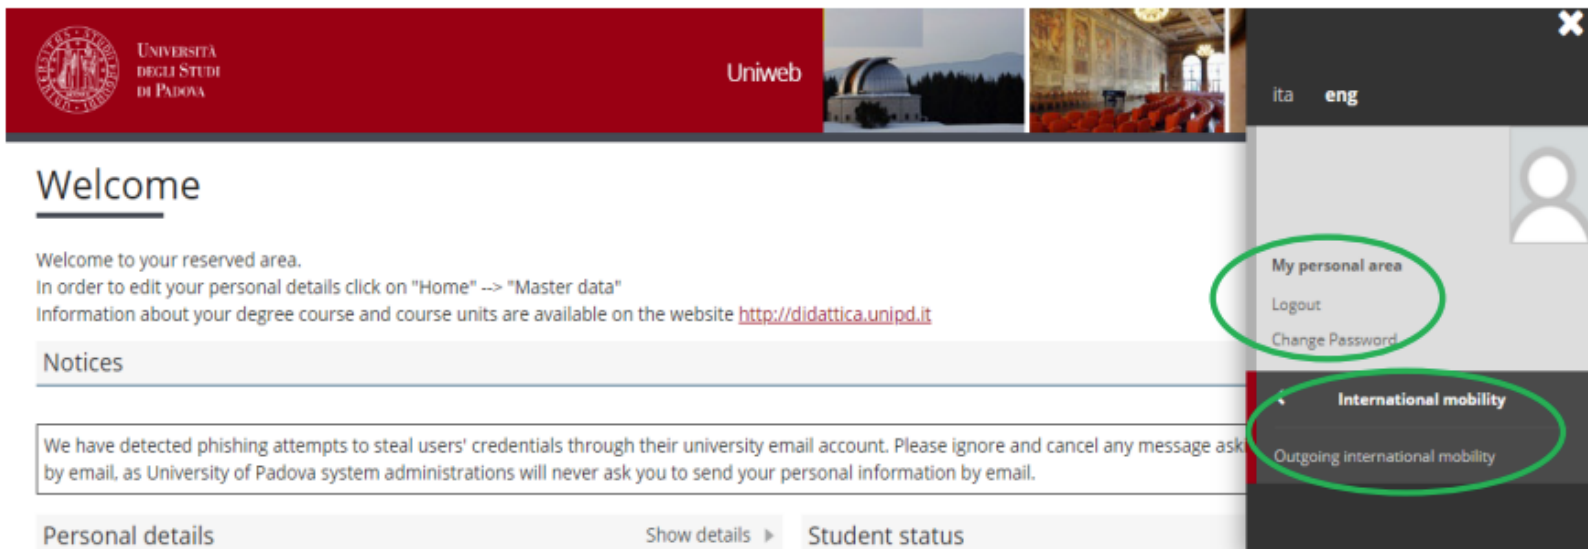 UNIVERSITÀ
DEGLI STUDI
DI PADOVA
Uniweb
ita eng
Welcome
Welcome to your reserved area.
In order to edit your personal details click on "Home" --> "Master data"
Information about your degree course and course units are available on the website http://didattica.unipd.it
Notices
We have detected phishing attempts to steal users' credentials through their university email account. Please ignore and cancel any message ask
by email, as University of Padova system administrations will never ask you to send your personal information by email.
Personal details
Show details
Student status
My personal area
Logout
Change Password
International mobility
Outgoing international mobility